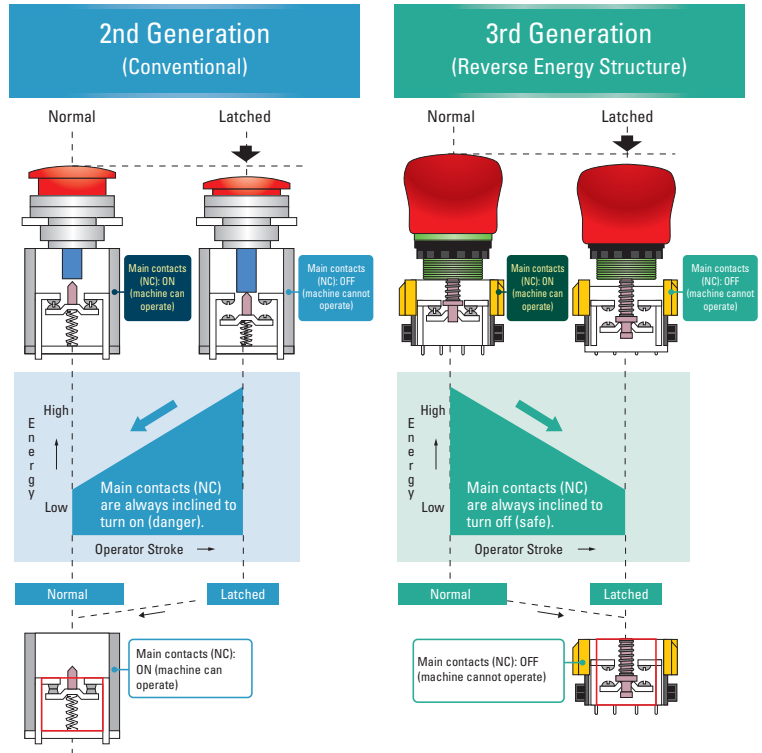 2nd Generation
(Conventional)
Normal
Latched
Main contacts
(NC): ON
(machine can
operate)
Main contacts
(NC): OFF
(machine cannot
operate)
High
Energy
Low
Main contacts (NC)
are always inclined to
turn on (danger).
Operator Stroke
Normal
Latched
Main contacts (NC):
ON (machine can
operate)
3rd Generation
(Reverse Energy Structure)
Normal
Latched
Main contacts
(NC): ON
(machine can
operate)
Main contacts
(NC): OFF
(machine cannot
operate)
High
Energy
Low
Main contacts (NC)
are always inclined to
turn off (safe).
Operator Stroke
Normal
Latched
Main contacts (NC): OFF
(machine cannot operate)